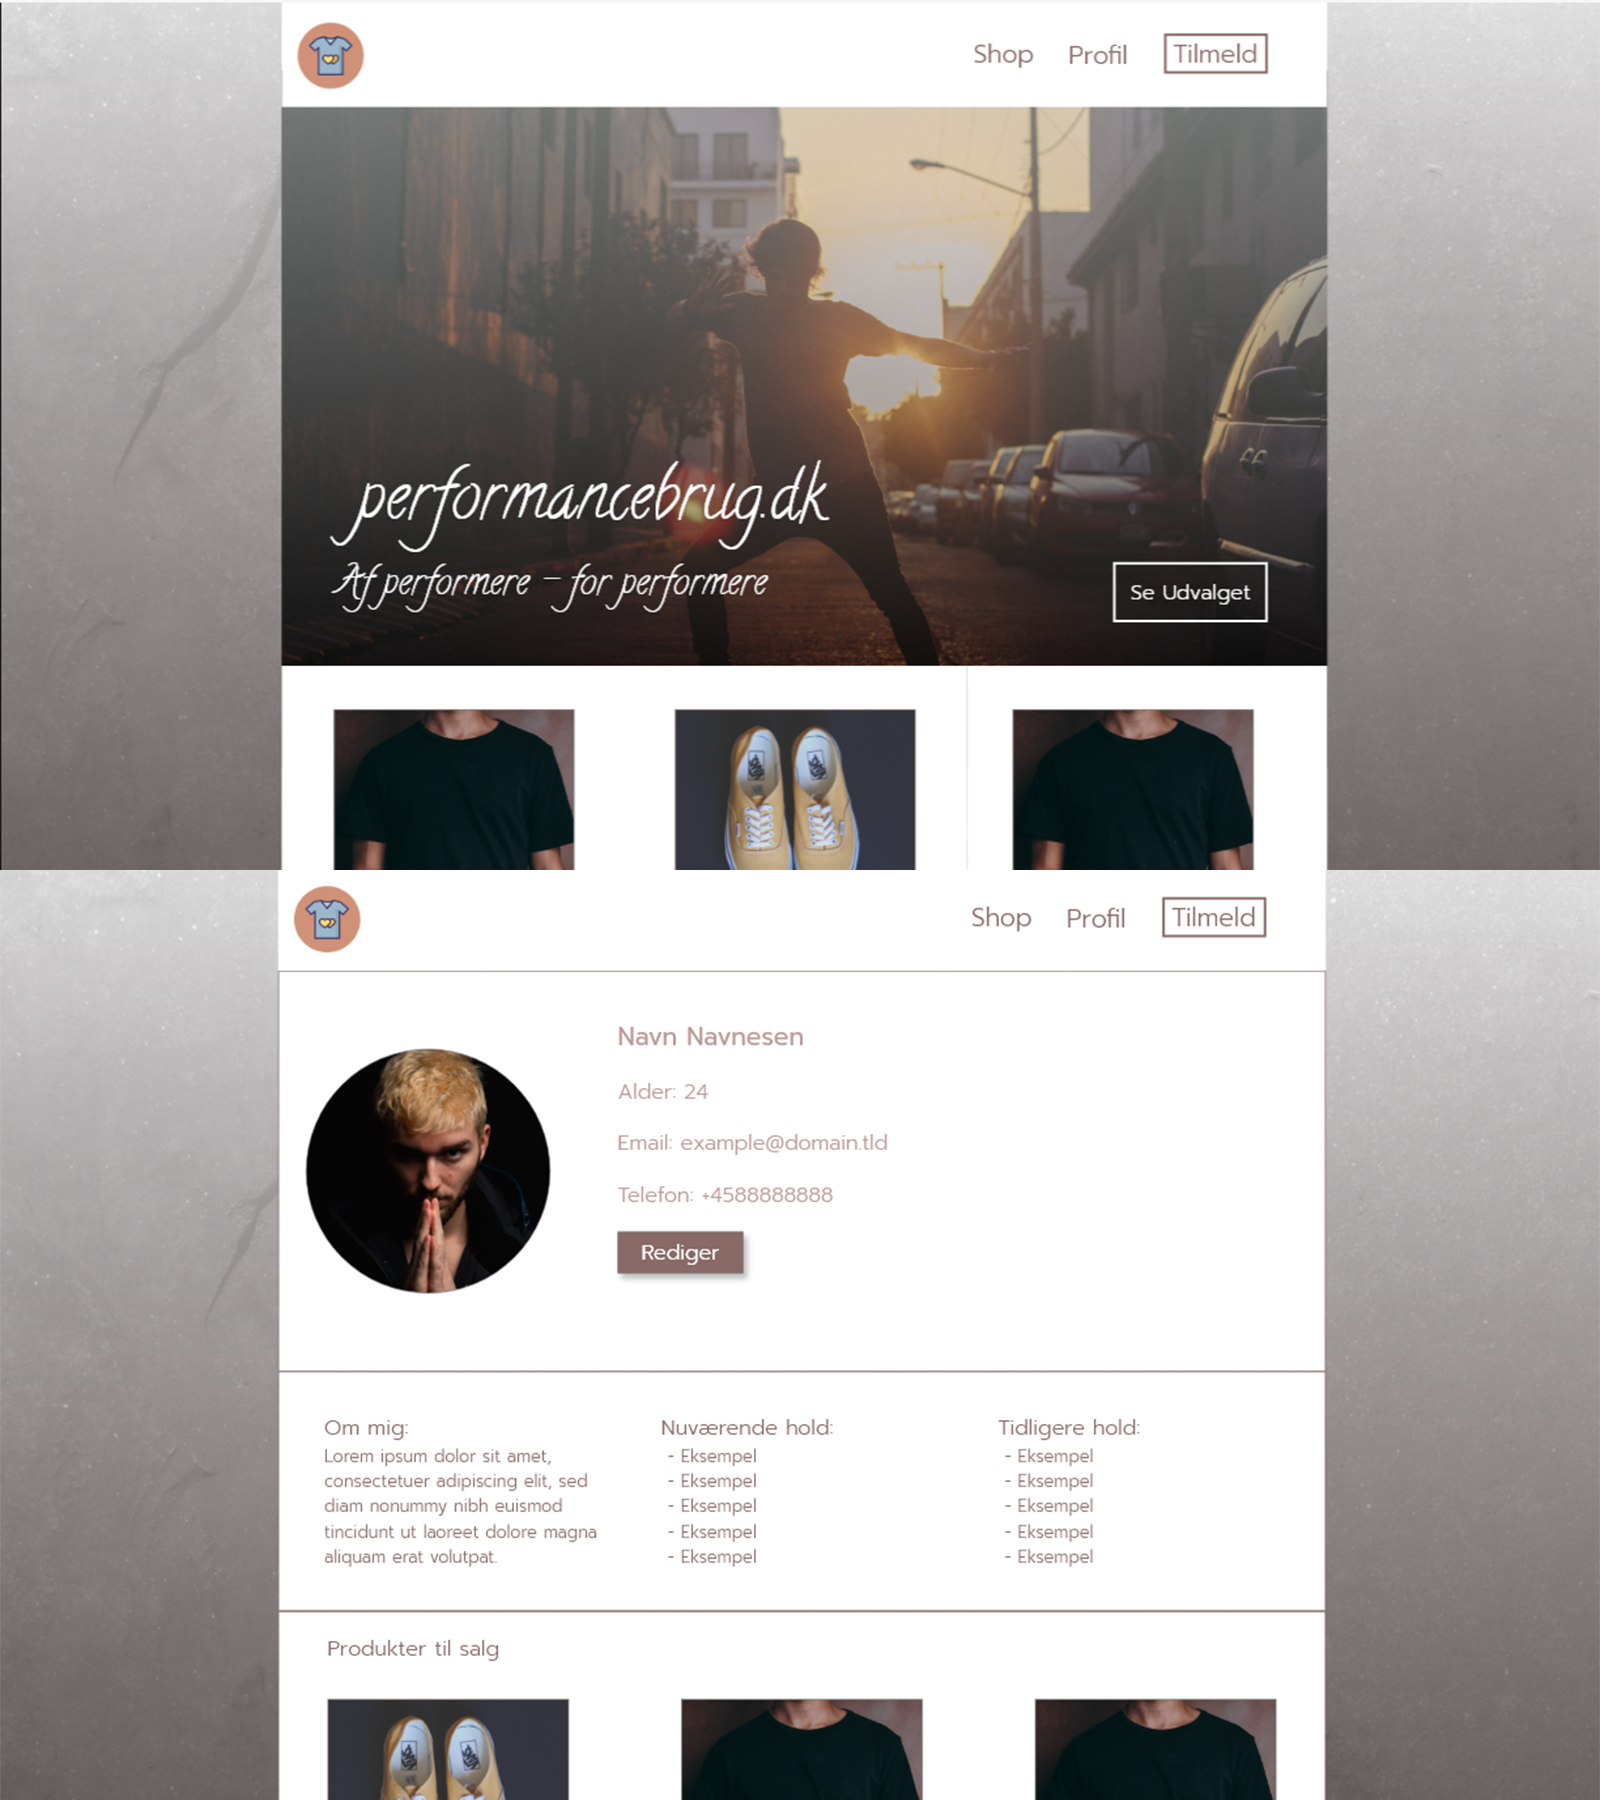 Shop Profil Tilmeld
performancebrug.dk
Af performere – for performere
Se Udvalget
Shop Profil Tilmeld
Navn Navnesen
Alder: 24
Email: example@domain.tld
Telefon: +4588888888
Rediger
Om mig:
Lorem ipsum dolor sit amet,
consectetuer adipiscing elit, sed
diam nonummy nibh euismod
tincidunt ut laoreet dolore magna
aliquam erat volutpat.
Nuværende hold:
- Eksempel
- Eksempel
- Eksempel
- Eksempel
- Eksempel
Tidligere hold:
- Eksempel
- Eksempel
- Eksempel
- Eksempel
- Eksempel
Produkter til salg